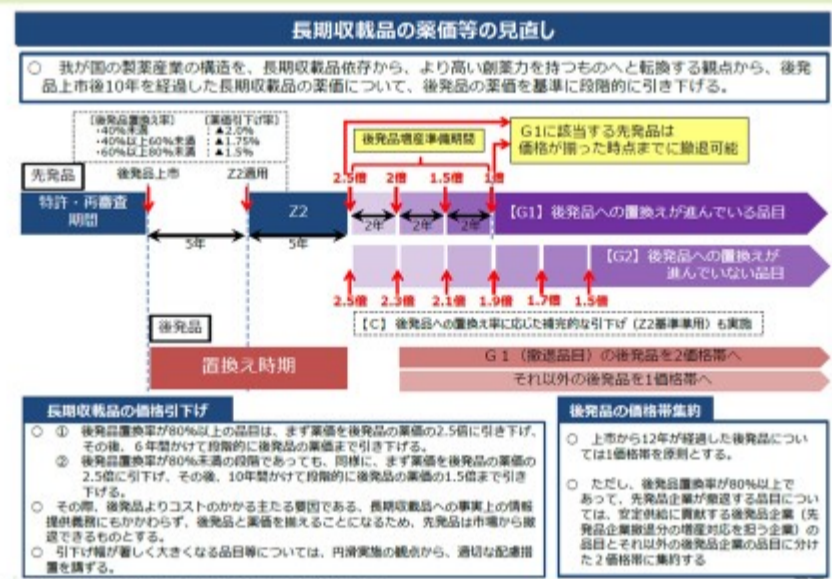 長期収載品の薬価等の見直し
○ 我が国の製薬産業の構造を、長期収載品依存から、より高い創薬力を持つものへと転換する観点から、後発
品上市後10年を経過した長期収載品の薬価について、後発品の薬価を基準に段階的に引き下げる。
【後発品置換え率】 【薬価引下げ率】
・40%未満 :▲2.0%
・40%以上60%未満 :▲1.75%
・60%以上80%未満 :▲1.5%
後発品増産準備期間
G1に該当する先発品は
価格が揃った時点までに撤退可能
先発品
後発品上市
Z2適用
2.5倍
2倍
1.5倍
1倍
特許・再審査
期間
Z2
【G1】後発品への置換えが進んでいる品目
5年
5年
2年
2年
2年
【G2】後発品への置換えが
進んでいない品目
2.5倍
2.3倍
2.1倍
1.9倍
1.7倍
1.5倍
【C】 後発品への置換え率に応じた補完的な引下げ(Z2基準準用)も実施
後発品
置換え時期
G1(撤退品目)の後発品を2価格帯へ
それ以外の後発品を1価格帯へ
長期収載品の価格引下げ
○ ① 後発品置換率が80%以上の品目は、まず薬価を後発品の薬価の2.5倍に引き下げ、
その後、6年間かけて段階的に後発品の薬価まで引き下げる。
② 後発品置換率が80%未満の段階であっても、同様に、まず薬価を後発品の薬価の
2.5倍に引下げ、その後、10年間かけて段階的に後発品の薬価の1.5倍まで引き
下げる。
○ その際、後発品よりコストのかかる主たる要因である、長期収載品への事実上の情報
提供義務にもかかわらず、後発品と薬価を揃えることになるため、先発品は市場から撤
退できるものとする。
○ 引下げ幅が著しく大きくなる品目等については、円滑実施の観点から、適切な配慮措
置を講ずる。
後発品の価格帯集約
○ 上市から12年が経過した後発品につい
ては1価格帯を原則とする。
○ ただし、後発品置換率が80%以上で
あって、先発品企業が撤退する品目につい
ては、安定供給に貢献する後発品企業(先
発品企業撤退分の増産対応を担う企業)の
品目とそれ以外の後発品企業の品目に分け
た2価格帯に集約する